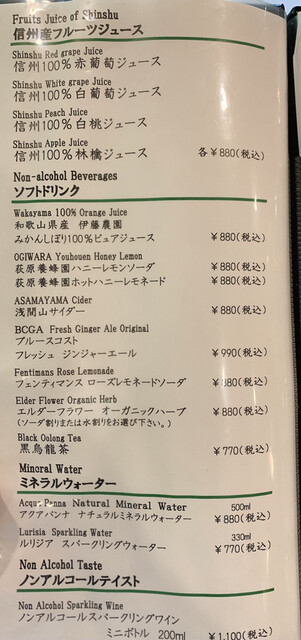 Fruits Juice of Shinshu
信州産フルーツジュース
Shinshu Red grape Juice
信州100%赤葡萄ジュース
Shinshu White grape Juice
信州100%白葡萄ジュース
Shinshu Peach Juice
信州100%白桃ジュース
Shinshu Apple Juice
信州100%林檎ジュース 各¥880(税込)
Non-alcohol Beverages
ソフトドリンク
Wakayama 100% Orange Juice
和歌山県産 伊藤農園
みかんしぼり100%ピュアジュース ¥880(税込)
OGIWARA Youhouen Honey Lemon
荻原養蜂園ハニーレモンソーダ ¥880(税込)
荻原養蜂園ホットハニーレモネード ¥880(税込)
ASAMAYAMA Cider
浅間山サイダー ¥880(税込)
BCGA Fresh Ginger Ale Original
ブルースコスト
フレッシュ ジンジャーエール ¥990(税込)
Fentimans Rose Lemonade
フェンティマンス ローズレモネードソーダ ¥880(税込)
Elder Flower Organic Herb
エルダーフラワー オーガニックハーブ ¥880(税込)
(ソーダ割りまたは水割りをお選び下さい。)
Black Oolong Tea
黒烏龍茶 ¥770(税込)
Mineral Water
ミネラルウォーター
Acqua Panna Natural Mineral Water 500ml
アクアパンナ ナチュラルミネラルウォーター ¥880(税込)
Lurisia Sparkling Water 330ml
ルリジア スパークリングウォーター ¥770(税込)
Non Alcohol Taste
ノンアルコールテイスト
Non Alcohol Sparkling Wine
ノンアルコールスパークリングワイン
ミニボトル 200ml ¥1,100(税込)